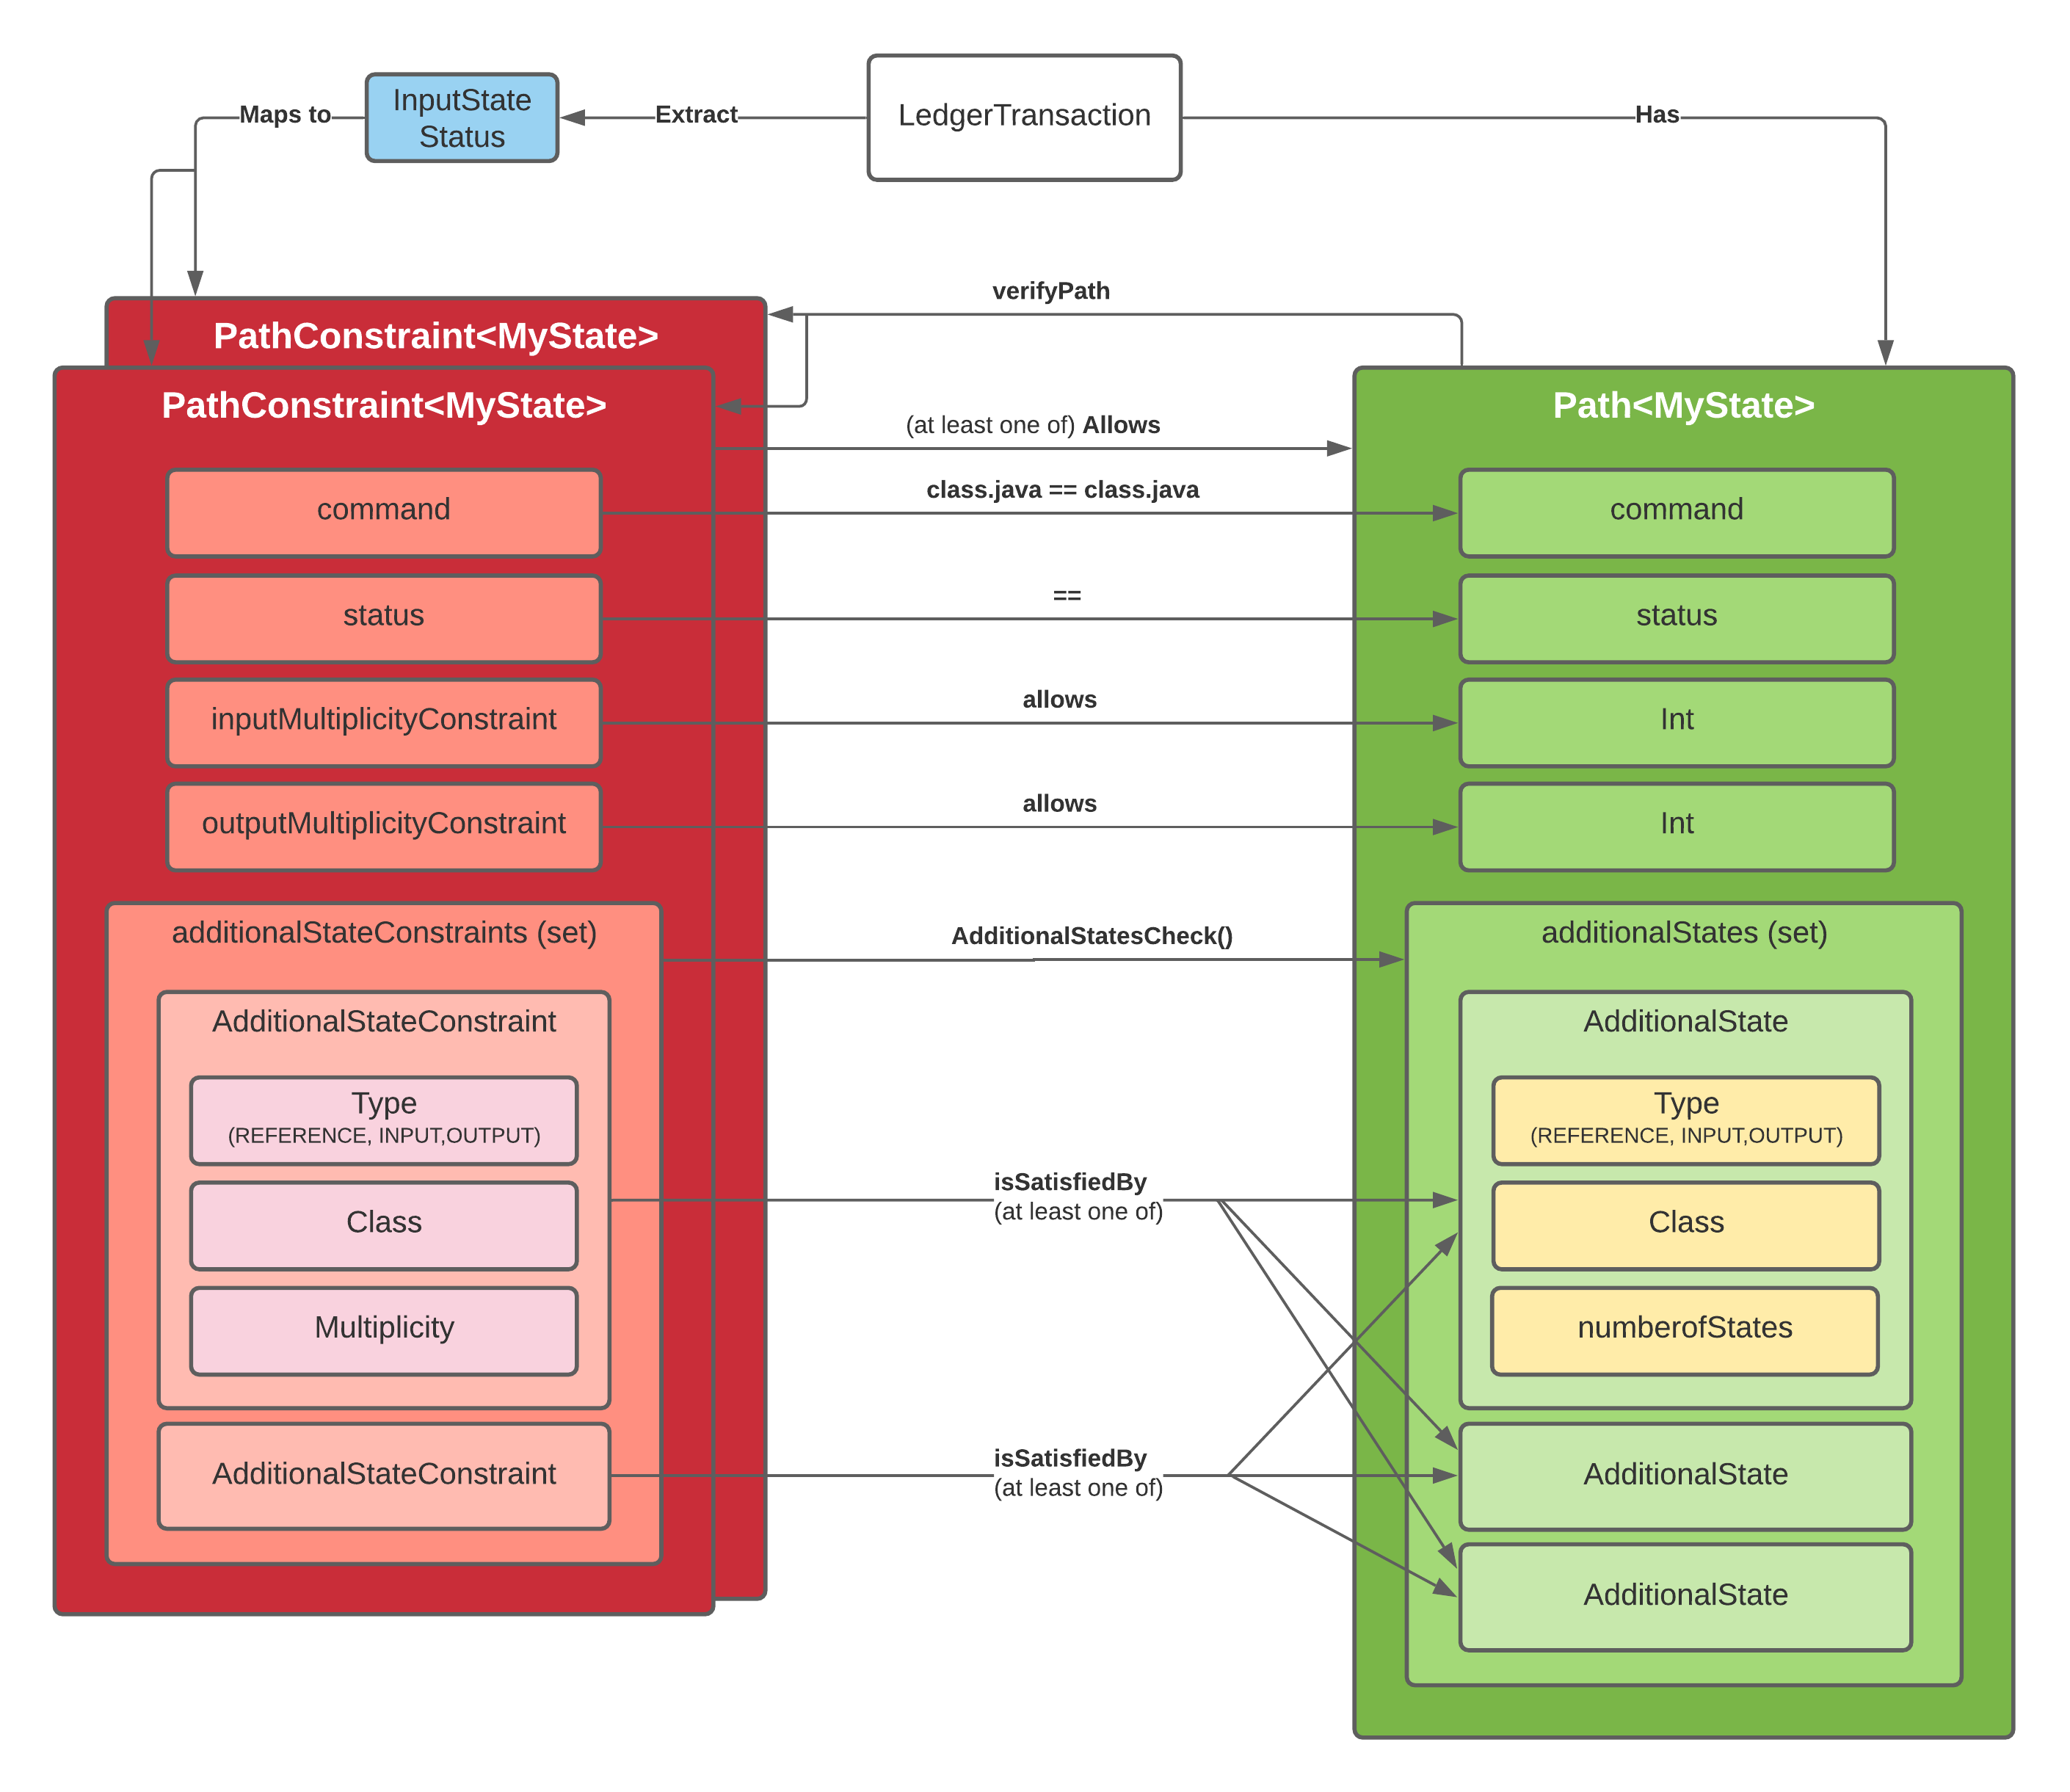 InputState
Status
LedgerTransaction
Maps to
Extract
Has
verifyPath
PathConstraint<MyState>
PathConstraint<MyState>
(at least one of) Allows
Path<MyState>
command
class.java == class.java
command
status
==
status
inputMultiplicityConstraint
allows
Int
outputMultiplicityConstraint
allows
Int
additionalStateConstraints (set)
AdditionalStatesCheck()
additionalStates (set)
AdditionalStateConstraint
AdditionalState
Type
(REFERENCE, INPUT,OUTPUT)
Type
(REFERENCE, INPUT,OUTPUT)
isSatisfiedBy
(at least one of)
Class
Class
Multiplicity
numberofStates
AdditionalStateConstraint
isSatisfiedBy
(at least one of)
AdditionalState
AdditionalState